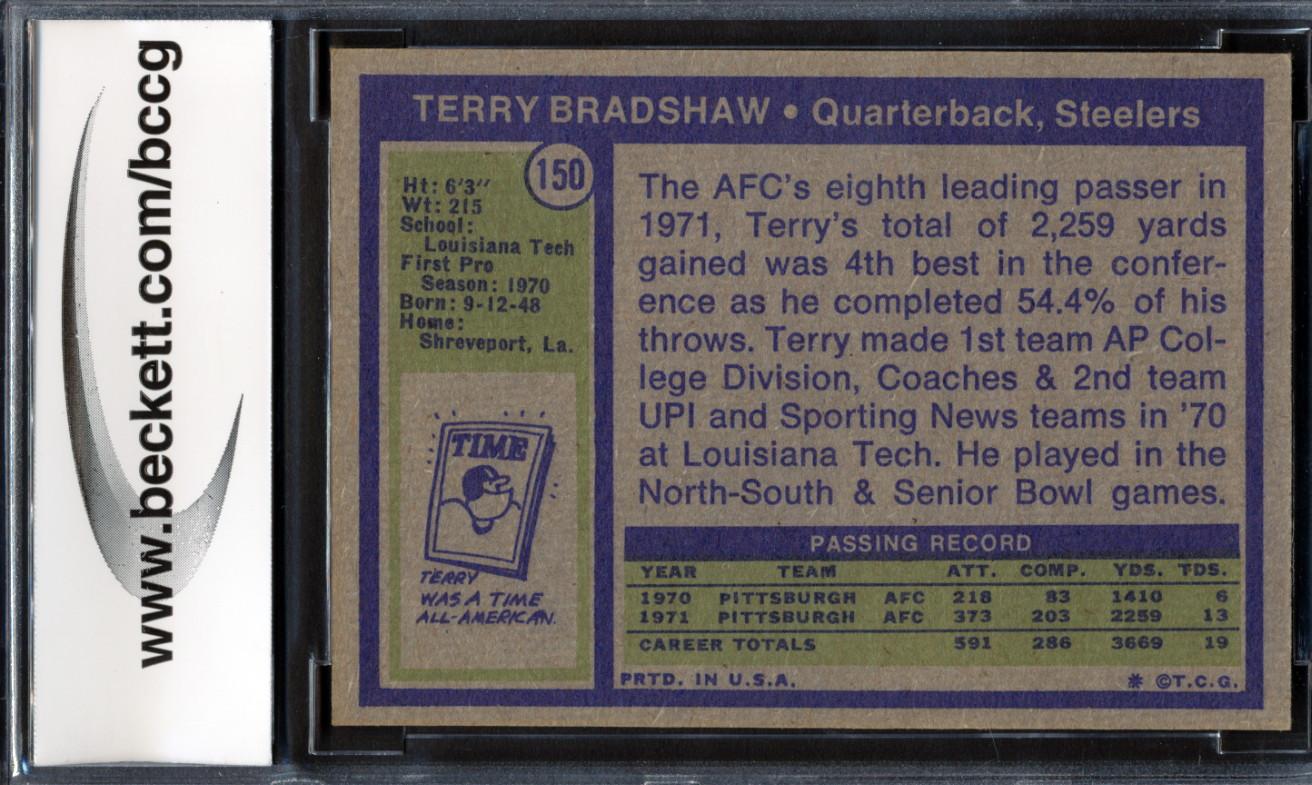 www.beckett.com/bccg
TERRY BRADSHAW • Quarterback, Steelers
150
Ht: 6'3"
Wt: 215
School:
Louisiana Tech
First Pro
Season: 1970
Born: 9-12-48
Home:
Shreveport, La.
TIME
TERRY
WAS A TIME
ALL-AMERICAN.
The AFC's eighth leading passer in
1971, Terry's total of 2,259 yards
gained was 4th best in the confer-
ence as he completed 54.4% of his
throws. Terry made 1st team AP Col-
lege Division, Coaches & 2nd team
UPI and Sporting News teams in '70
at Louisiana Tech. He played in the
North-South & Senior Bowl games.
PASSING RECORD
YEAR TEAM ATT. COMP. YDS. TDS.
1970 PITTSBURGH AFC 218 83 1410 6
1971 PITTSBURGH AFC 373 203 2259 13
CAREER TOTALS 591 286 3669 19
PRTD. IN U.S.A. * ©T.C.G.